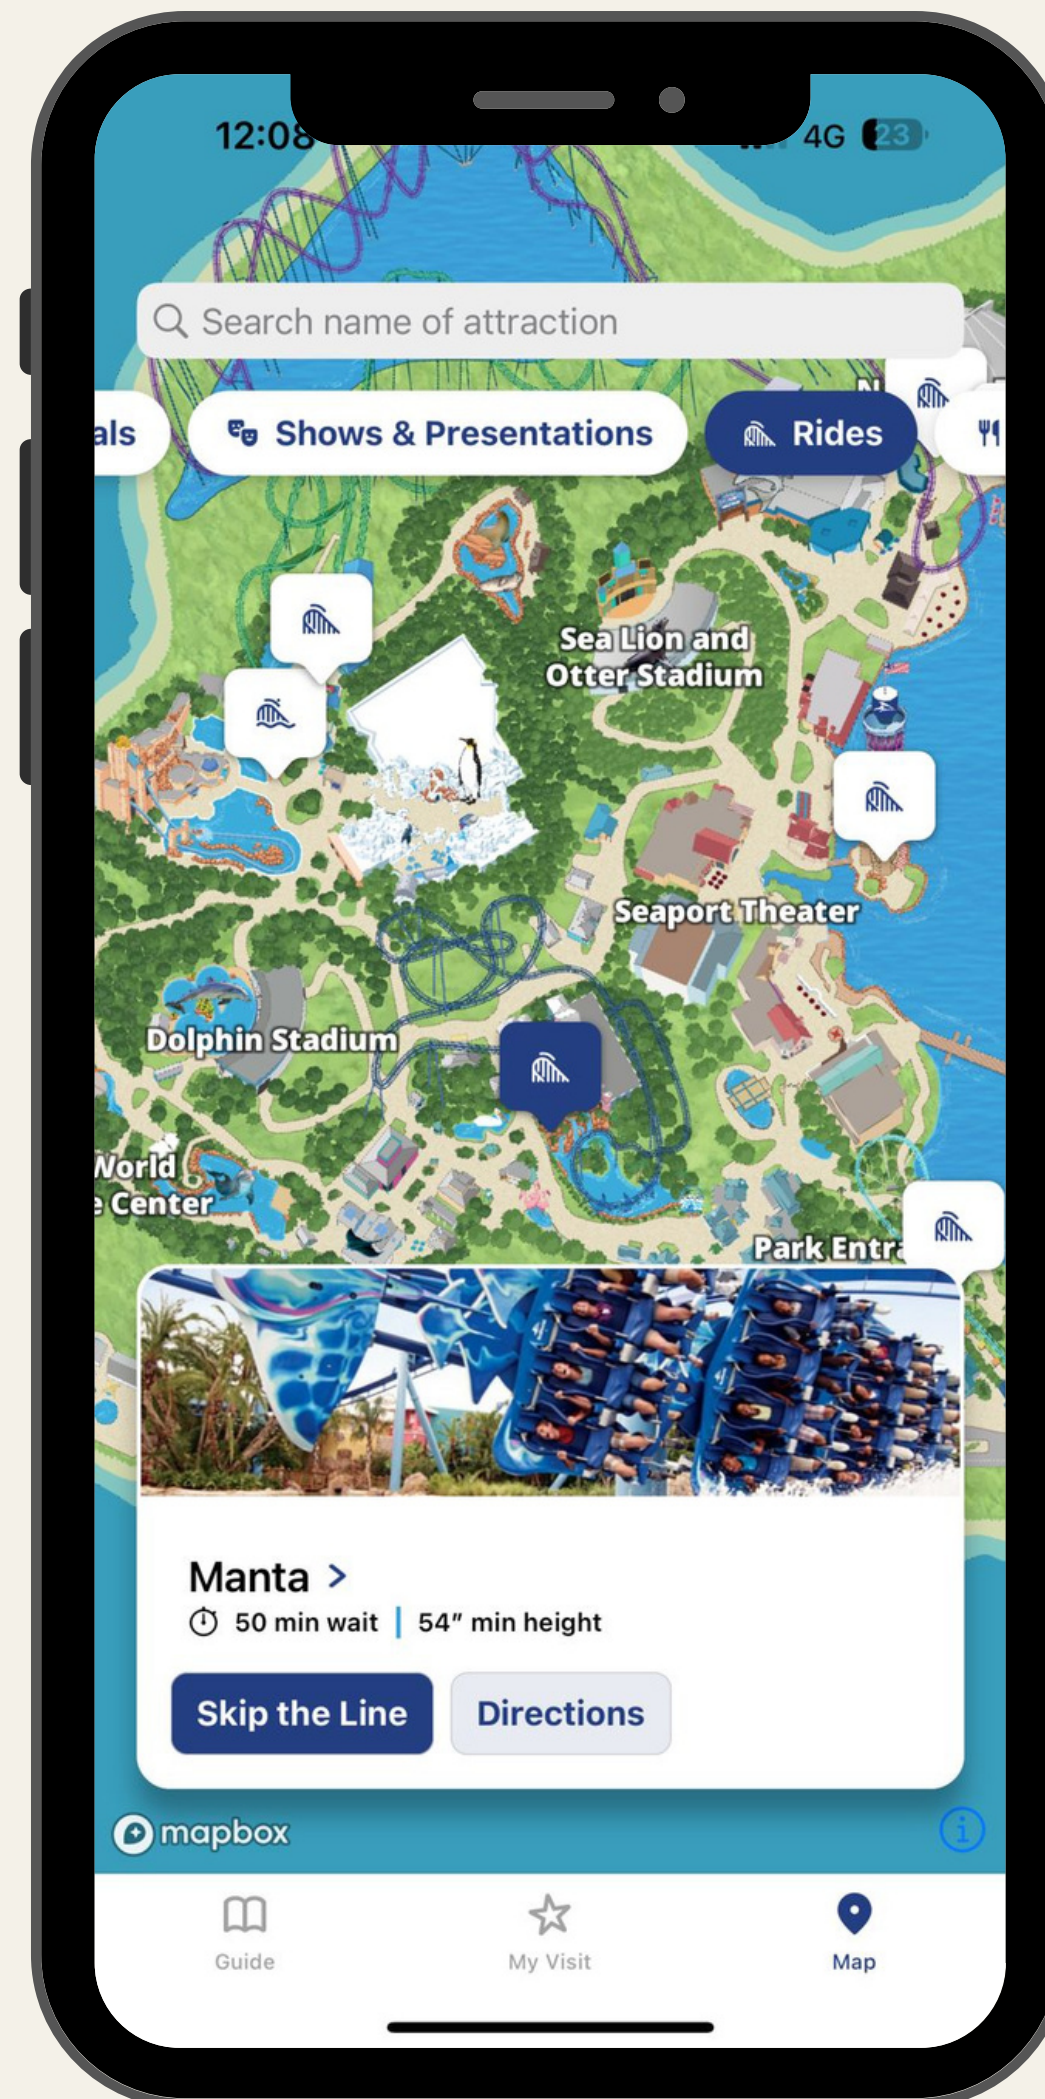 12:08
4G 23
Search name of attraction
als
Shows & Presentations
Rides
Sea Lion and
Otter Stadium
Seaport Theater
Dolphin Stadium
World
e Center
Park Entra
Manta >
50 min wait | 54″ min height
Skip the Line
Directions
mapbox
Guide
My Visit
Map